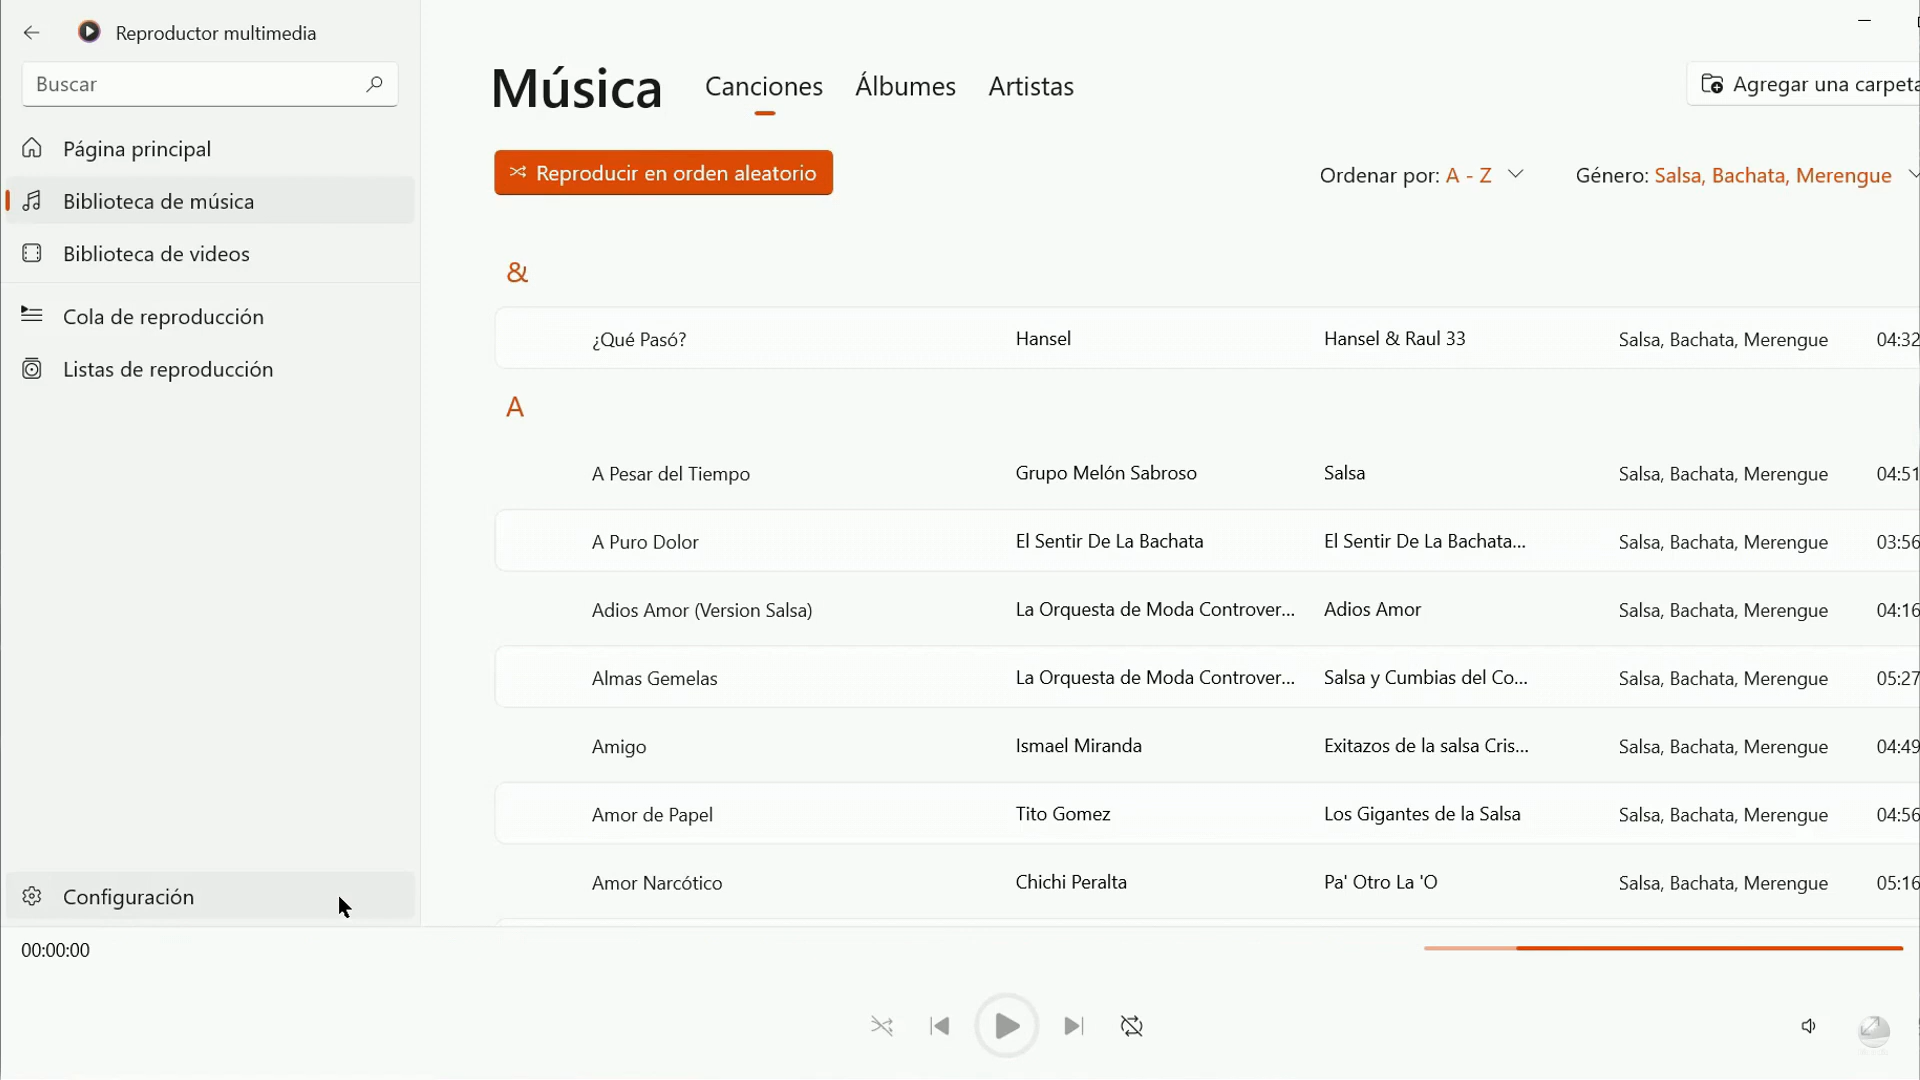 Reproductor multimedia
Buscar
Página principal
Biblioteca de música
Biblioteca de videos
Cola de reproducción
Listas de reproducción
Configuración
Música
Canciones
Álbumes
Artistas
Agregar una carpeta
Reproducir en orden aleatorio
Ordenar por: A - Z
Género: Salsa, Bachata, Merengue
&
¿Qué Pasó? Hansel Hansel & Raul 33 Salsa, Bachata, Merengue 04:32
A
A Pesar del Tiempo Grupo Melón Sabroso Salsa Salsa, Bachata, Merengue 04:51
A Puro Dolor El Sentir De La Bachata El Sentir De La Bachata... Salsa, Bachata, Merengue 03:56
Adios Amor (Version Salsa) La Orquesta de Moda Controver... Adios Amor Salsa, Bachata, Merengue 04:16
Almas Gemelas La Orquesta de Moda Controver... Salsa y Cumbias del Co... Salsa, Bachata, Merengue 05:27
Amigo Ismael Miranda Exitazos de la salsa Cris... Salsa, Bachata, Merengue 04:49
Amor de Papel Tito Gomez Los Gigantes de la Salsa Salsa, Bachata, Merengue 04:56
Amor Narcótico Chichi Peralta Pa' Otro La 'O Salsa, Bachata, Merengue 05:16
00:00:00